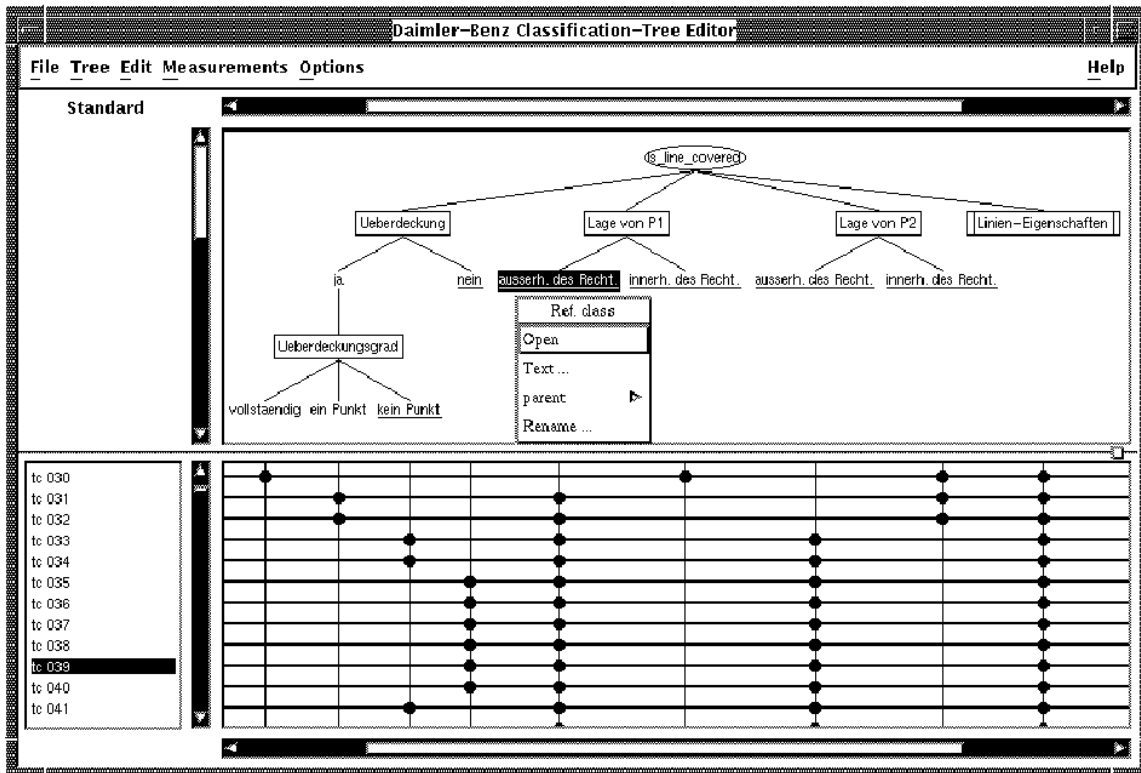 Daimler-Benz Classification-Tree Editor
File Tree Edit Measurements Options Help
Standard
is_line_covered
Ueberdeckung Lage von P1 Lage von P2 Linien-Eigenschaften
ja nein ausserh. des Recht. innerh. des Recht. ausserh. des Recht. innerh. des Recht.
Ref. class
Open
Ueberdeckungsgrad
Text ...
parent
vollstaendig ein Punkt kein Punkt
Rename ...
tc 030
tc 031
tc 032
tc 033
tc 034
tc 035
tc 036
tc 037
tc 038
tc 039
tc 040
tc 041